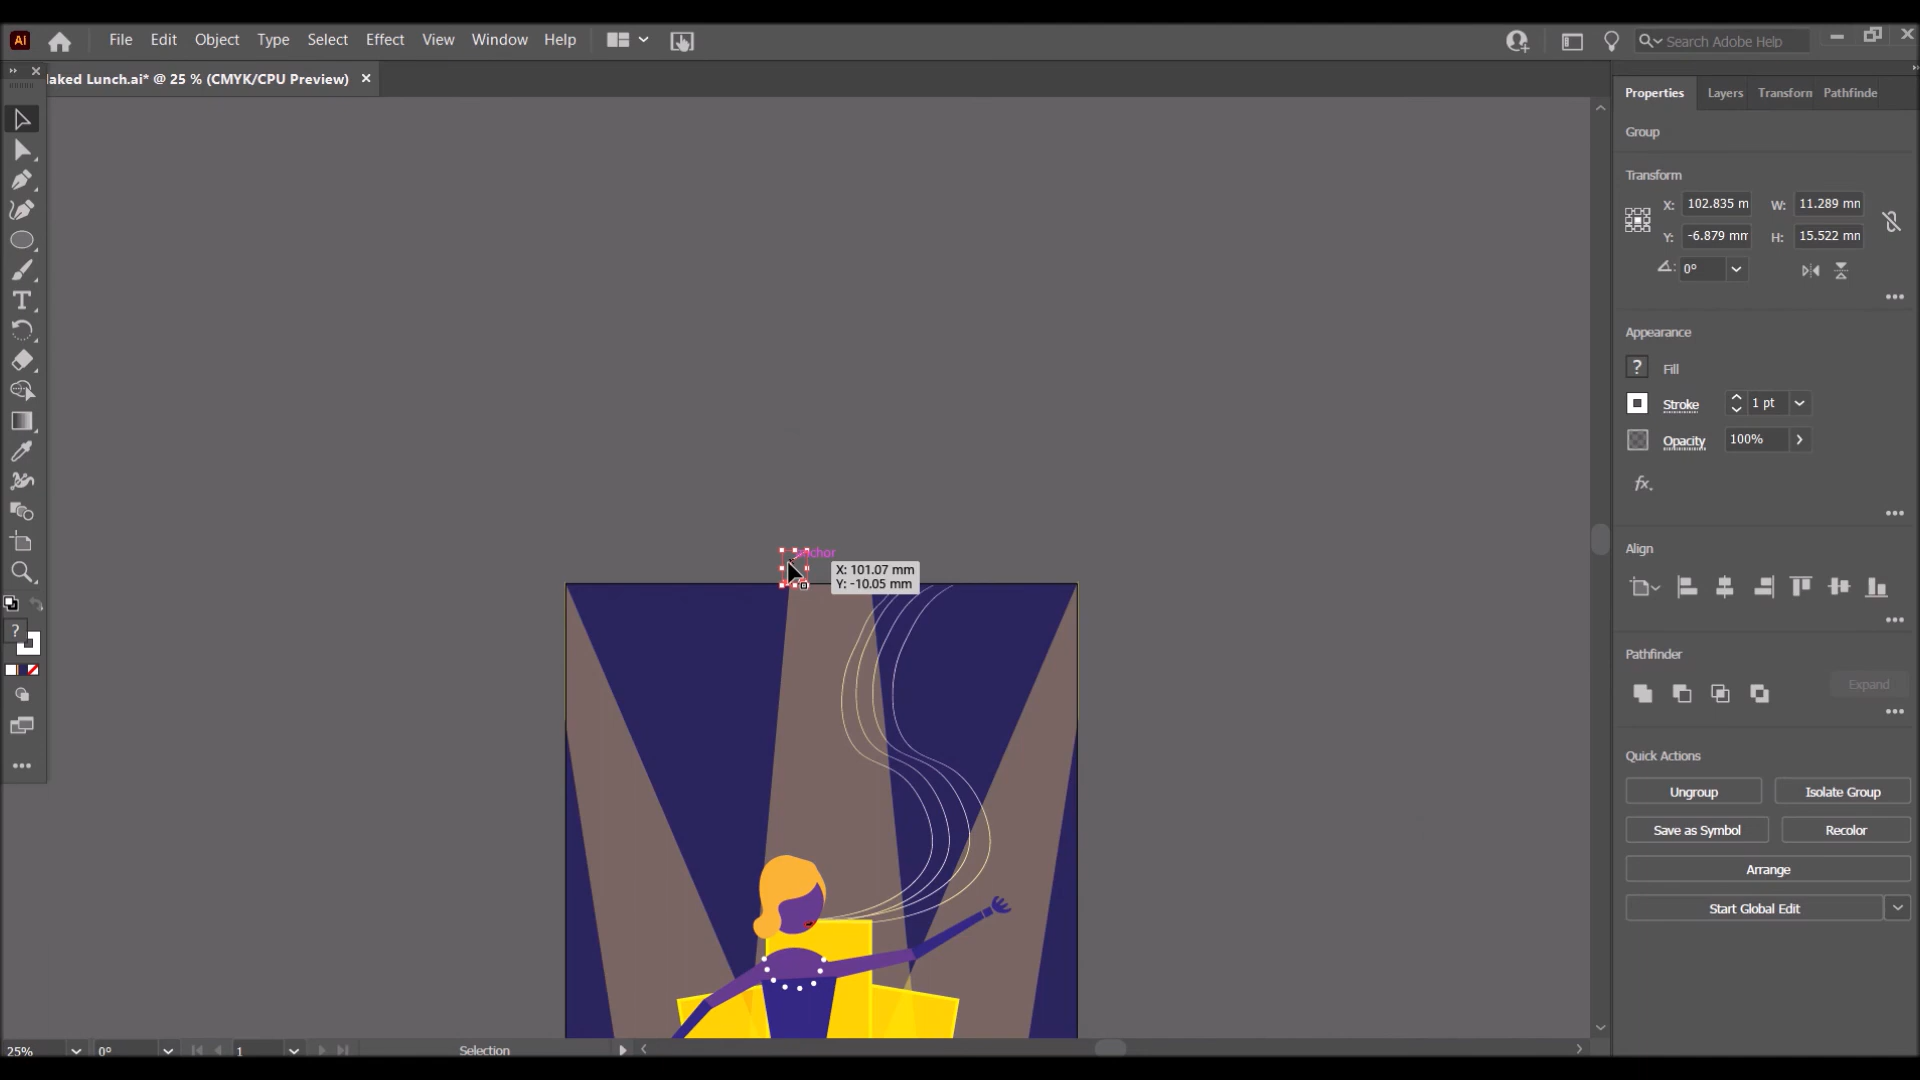 Ai File Edit Object Type Select Effect View Window Help Search Adobe Help
aked Lunch.ai* @ 25 % (CMYK/CPU Preview)
Properties Layers Transform Pathfinde
Group
Transform
X: 102.835 m W: 11.289 mm
Y: -6.879 mm H: 15.522 mm
0°
Appearance
? Fill
Stroke 1 pt
Opacity 100%
fx.
Align
Pathfinder
Expand
Quick Actions
Ungroup Isolate Group
Save as Symbol Recolor
Arrange
Start Global Edit
X: 101.07 mm
Y: -10.05 mm
T
?
25% 0° 1 Selection